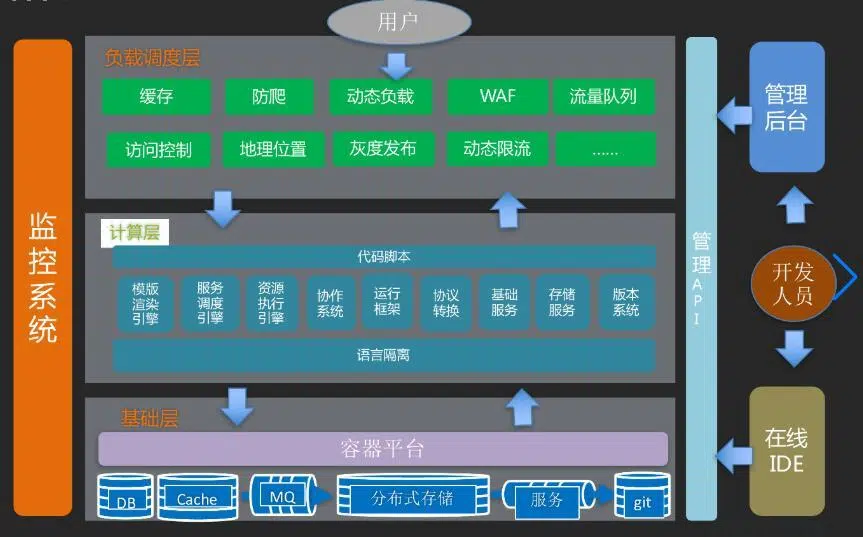 用户
负载调度层
缓存
防爬
动态负载
WAF
流量队列
访问控制
地理位置
灰度发布
动态限流
......
计算层
代码脚本
模版
渲染
引擎
服务
调度
引擎
资源
执行
引擎
协作
系统
运行
框架
协议
转换
基础
服务
存储
服务
版本
系统
语言隔离
基础层
容器平台
DB
Cache
MQ
分布式存储
服务
git
监控系统
管理API
管理
后台
开发
人员
在线
IDE